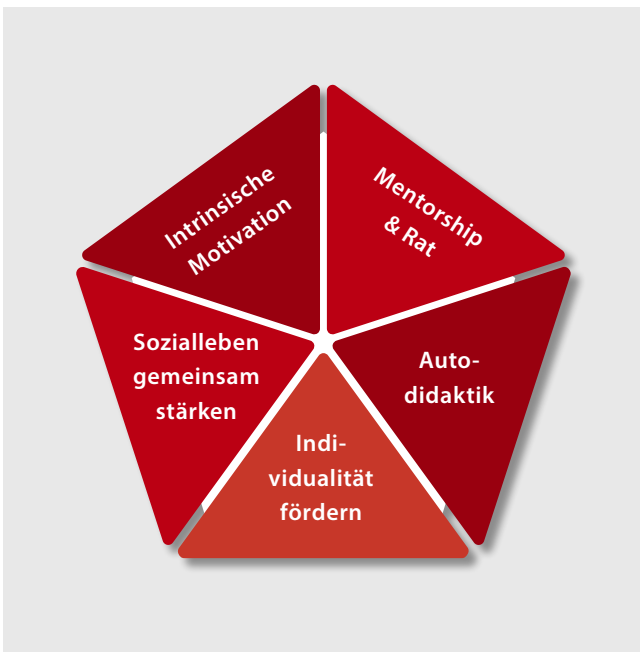 Intrinsische
Motivation
Mentorship
& Rat
Sozialleben
gemeinsam
stärken
Auto-
didaktik
Indi-
vidualität
fördern